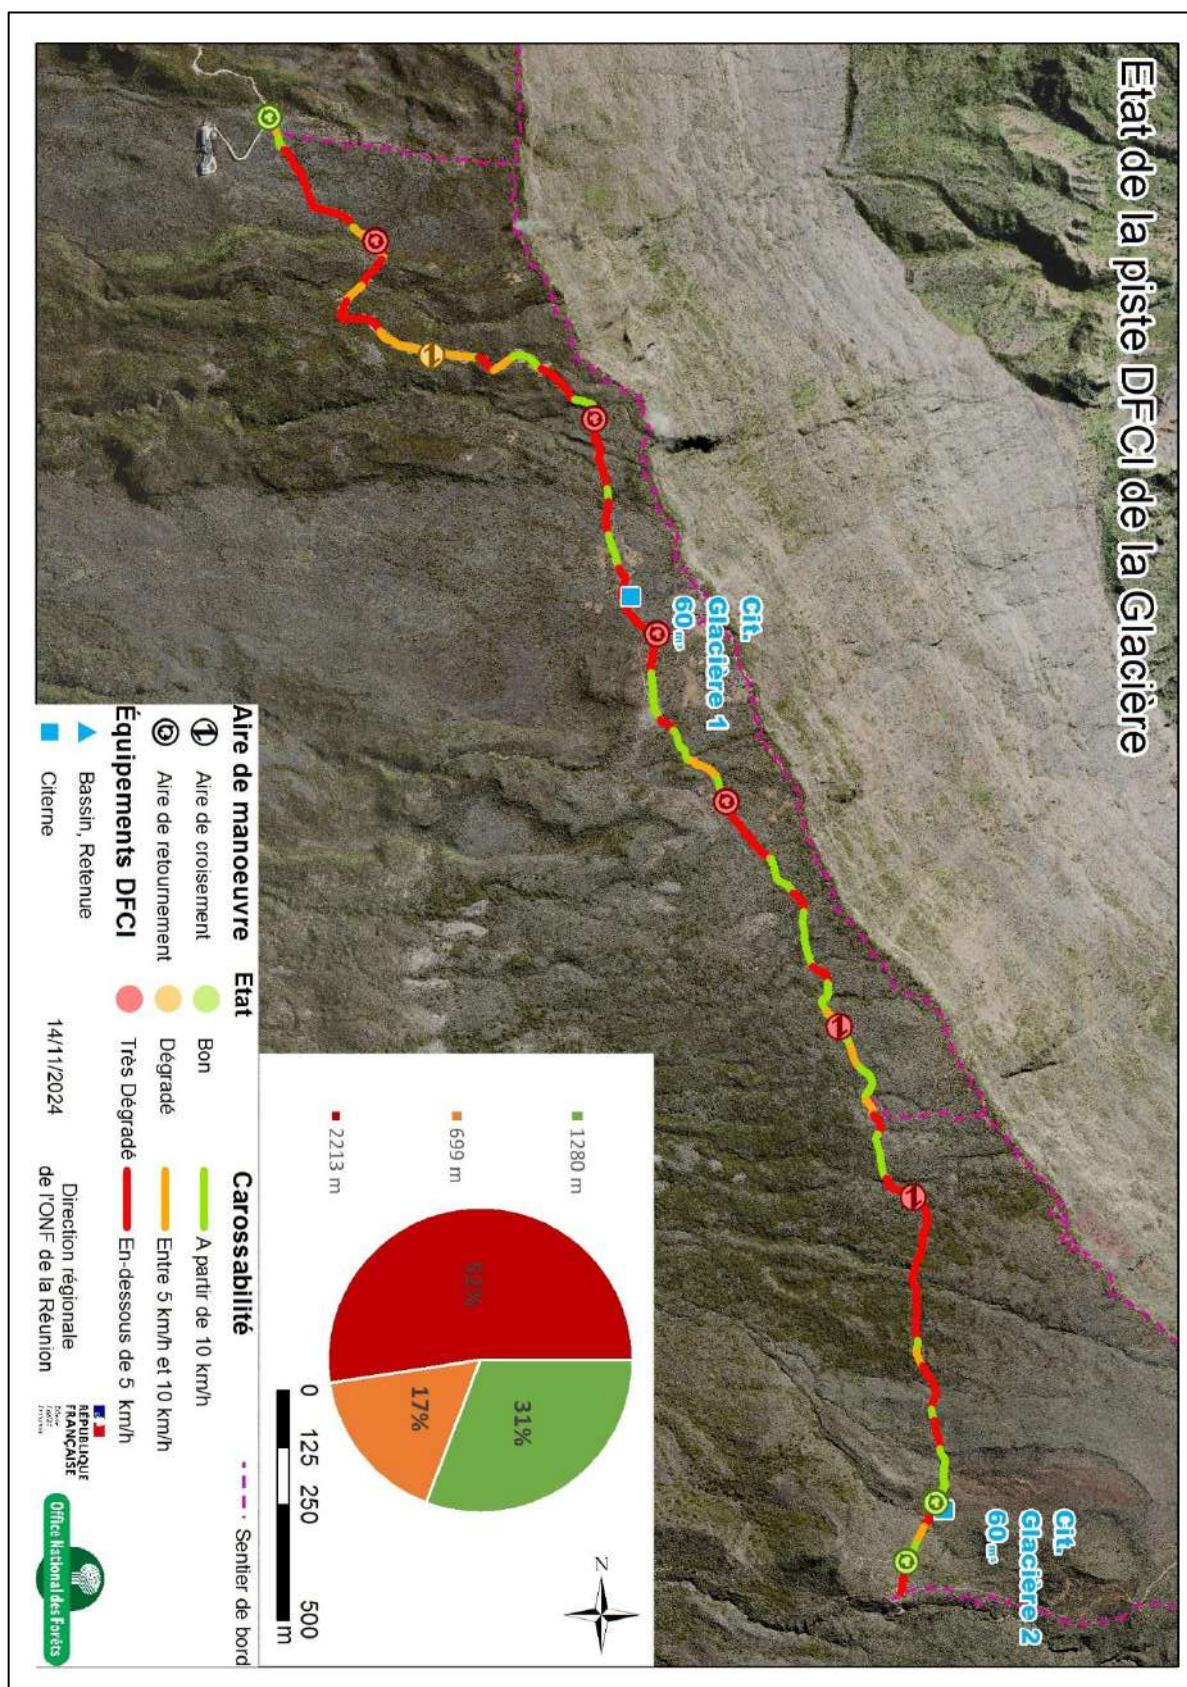 Etat de la piste DFCI de la Glacière
Cit.
Glacière 1
60 m³
Cit.
Glacière 2
60 m³
1280 m
699 m
2213 m
31%
17%
52%
N
Aire de manoeuvre
Aire de croisement
Aire de retournement
Équipements DFCI
Bassin, Retenue
Citerne
Etat
Bon
Dégradé
Très Dégradé
Carossabilité
A partir de 10 km/h
Entre 5 km/h et 10 km/h
En-dessous de 5 km/h
Sentier de bord
0 125 250 500
m
14/11/2024
Direction régionale
de l'ONF de la Réunion
RÉPUBLIQUE
FRANÇAISE
Liberté
Égalité
Fraternité
Office National des Forêts